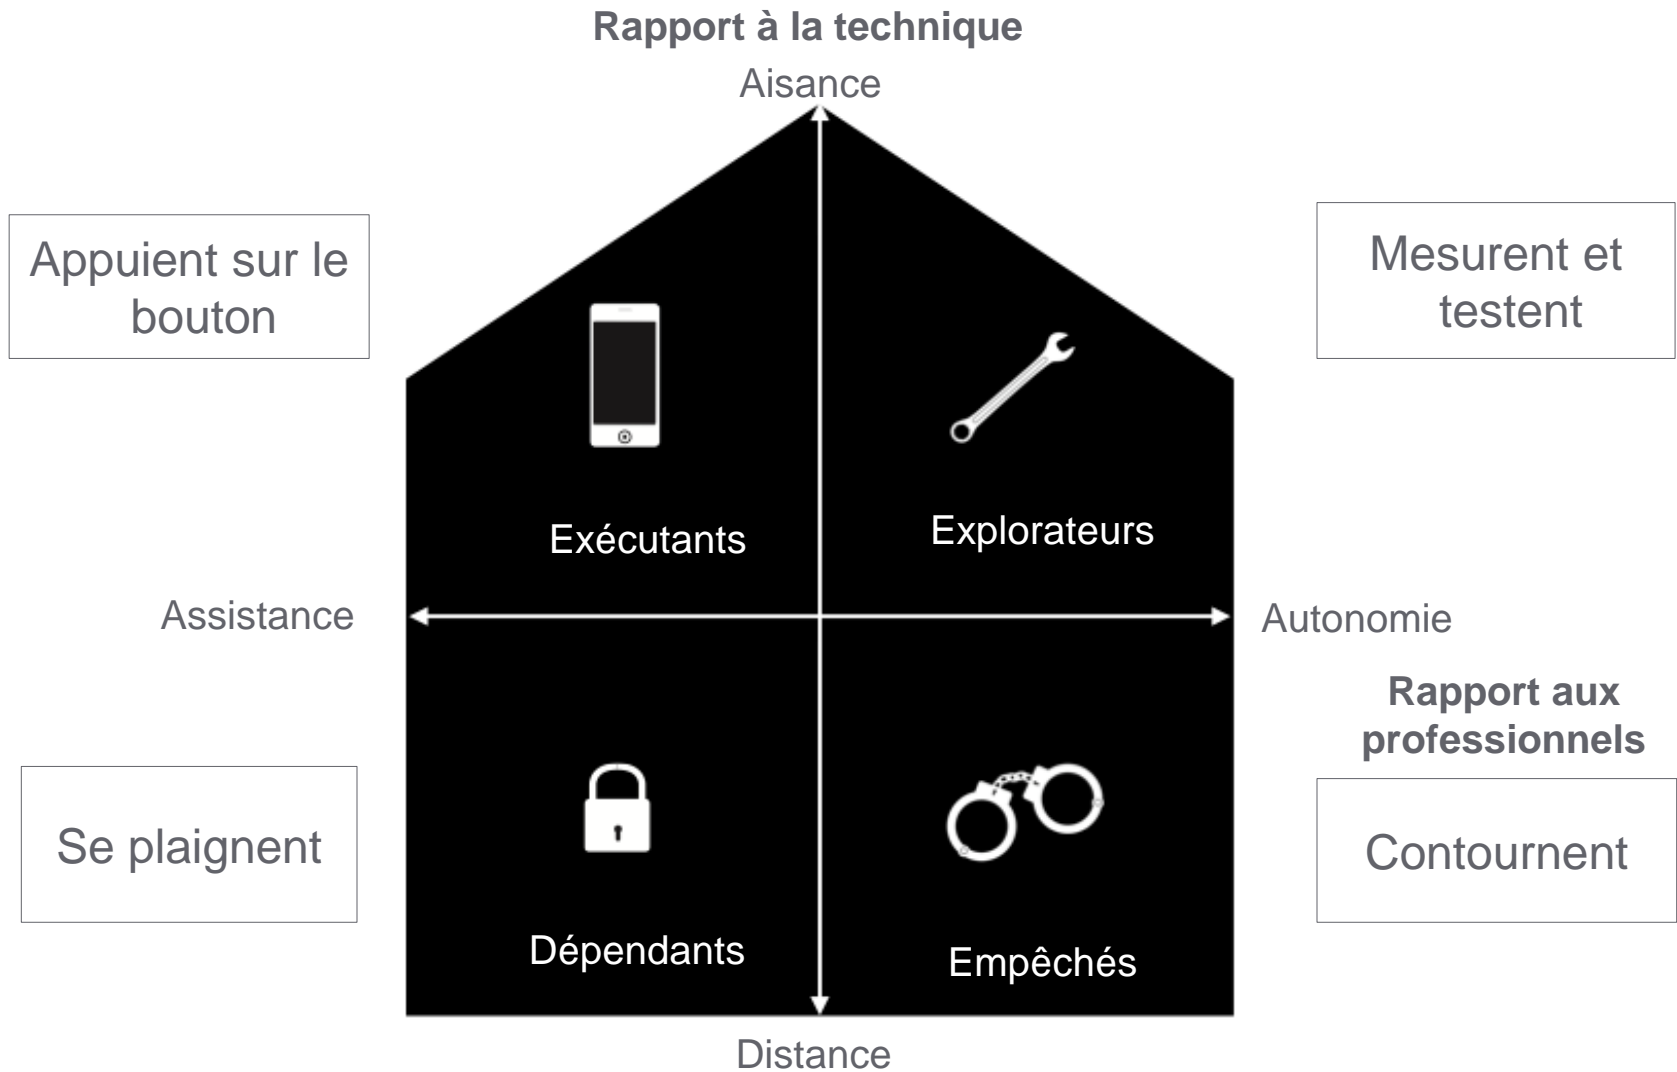 Rapport à la technique
Aisance
Appuient sur le
bouton
Mesurent et
testent
Exécutants
Explorateurs
Assistance
Autonomie
Rapport aux
professionnels
Se plaignent
Contournent
Dépendants
Empêchés
Distance